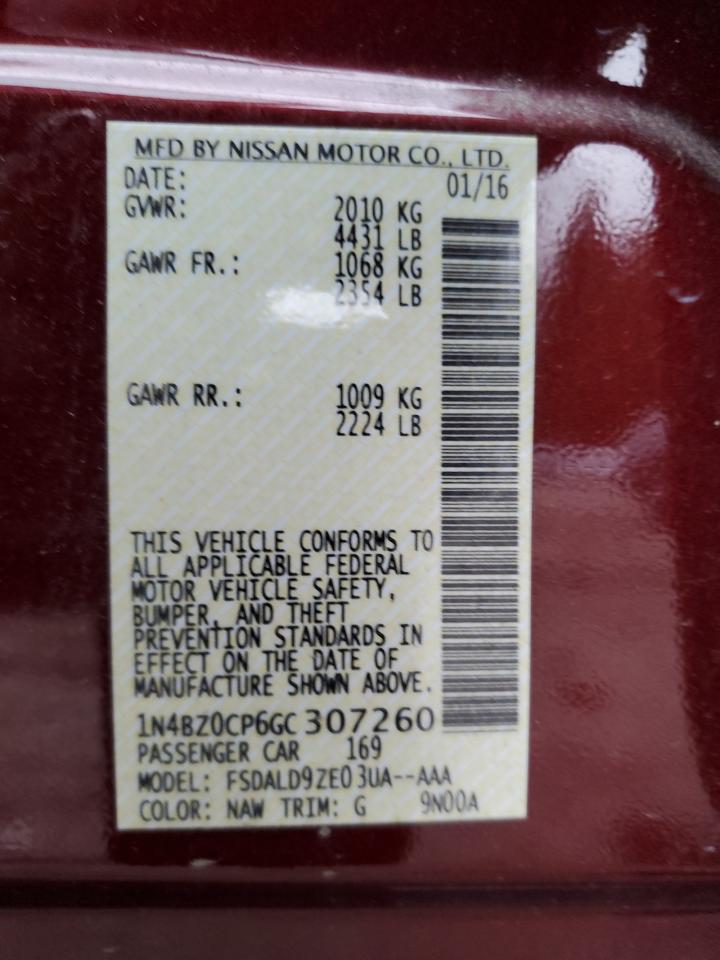 MFD BY NISSAN MOTOR CO., LTD.
DATE: 01/16
GVWR: 2010 KG
4431 LB
GAWR FR.: 1068 KG
2354 LB
GAWR RR.: 1009 KG
2224 LB
THIS VEHICLE CONFORMS TO
ALL APPLICABLE FEDERAL
MOTOR VEHICLE SAFETY,
BUMPER, AND THEFT
PREVENTION STANDARDS IN
EFFECT ON THE DATE OF
MANUFACTURE SHOWN ABOVE.
1N4BZ0CP6GC 307260
PASSENGER CAR 169
MODEL: FSDALD9ZE03UA--AAA
COLOR: NAW TRIM: G 9N00A